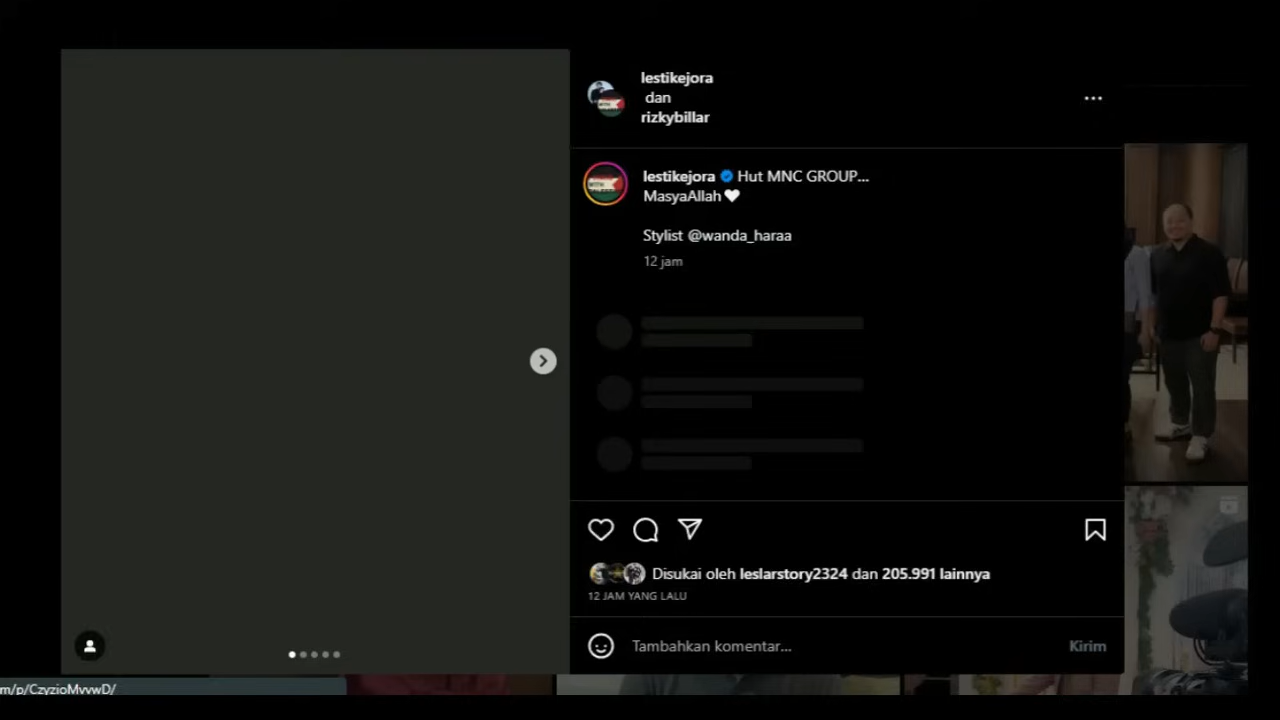 lestikejora
dan
rizkybillar
lestikejora Hut MNC GROUP...
MasyaAllah🤍
Stylist @wanda_haraa
12 jam
Disukai oleh leslarstory2324 dan 205.991 lainnya
12 JAM YANG LALU
Tambahkan komentar...
Kirim
m/p/CzyzioMvvwD/